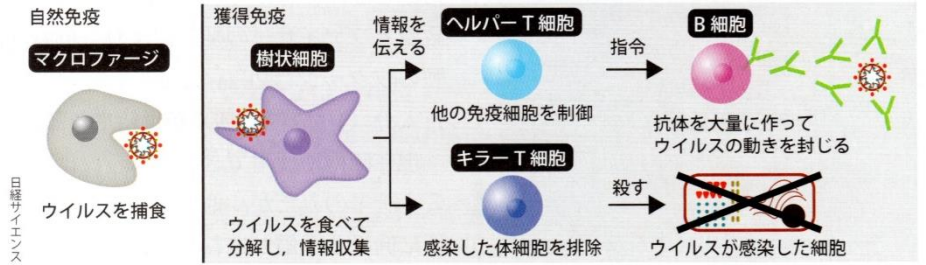 自然免疫
マクロファージ
ウイルスを捕食
日経サイエンス
獲得免疫
樹状細胞
ウイルスを食べて
分解し，情報収集
情報を
伝える
ヘルパーT細胞
他の免疫細胞を制御
指令
B細胞
抗体を大量に作って
ウイルスの動きを封じる
キラーT細胞
感染した体細胞を排除
殺す
ウイルスが感染した細胞